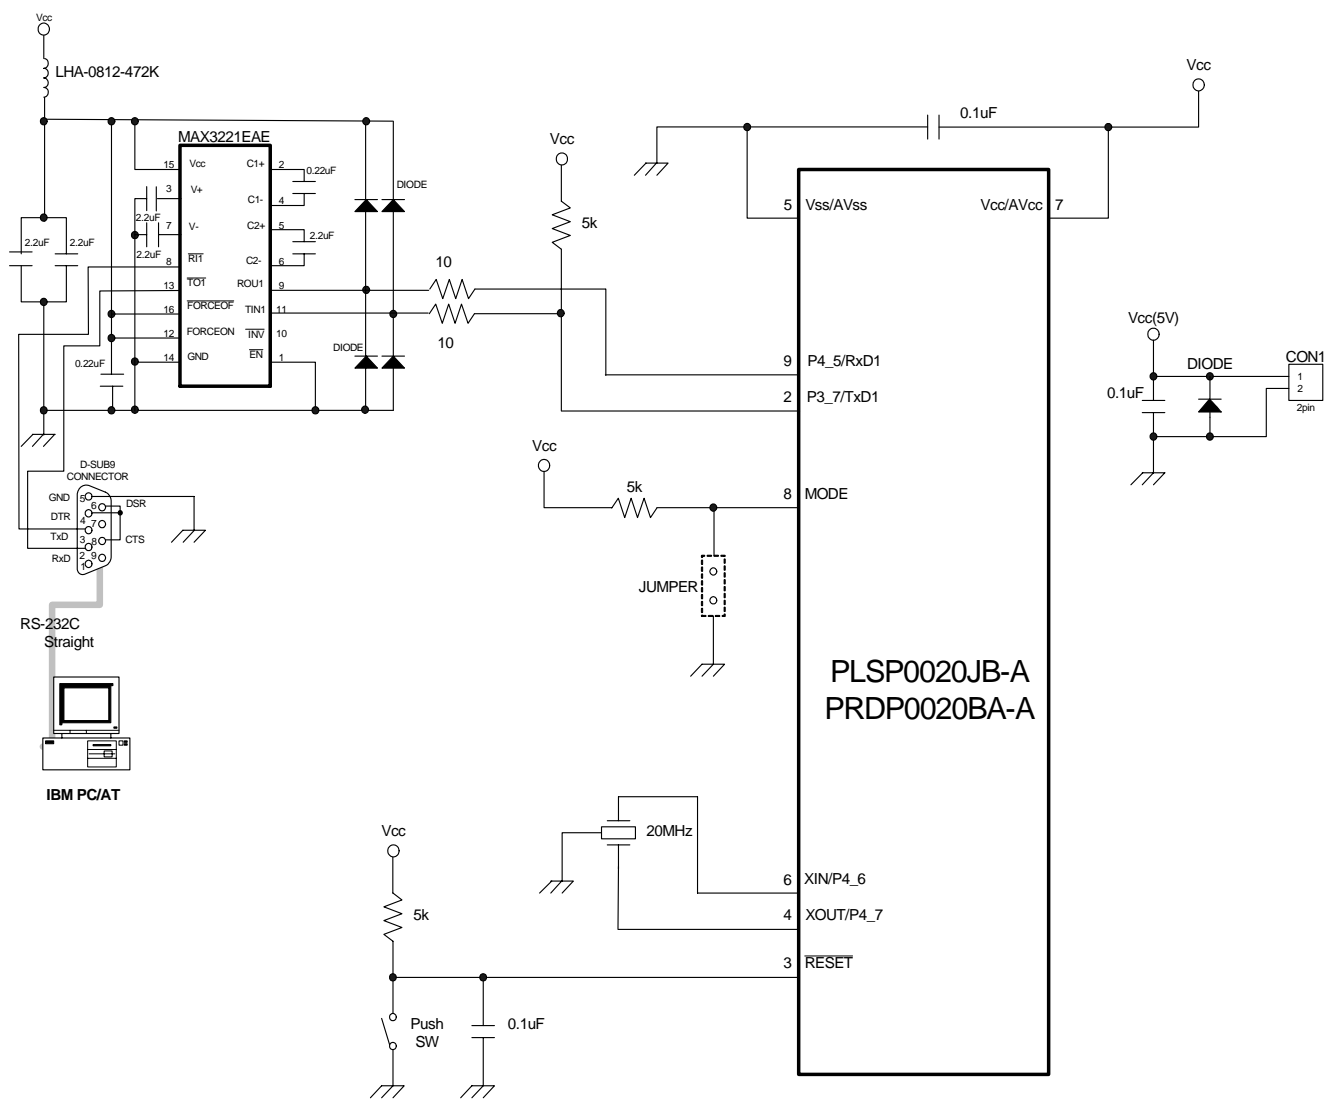 Vcc
LHA-0812-472K
MAX3221EAE
15 Vcc C1+ 2
0.22uF
3 V+ C1- 4
2.2uF
7 V- C2+ 5
2.2uF
2.2uF
8 RI1 C2- 6
13 TO1 ROU1 9
16 FORCEOF TIN1 11
12 FORCEON INV 10
14 GND EN 1
2.2uF 2.2uF
0.22uF
DIODE
DIODE
10
10
Vcc
5k
0.1uF
Vcc
5 Vss/AVss
Vcc/AVcc 7
9 P4_5/RxD1
2 P3_7/TxD1
Vcc
5k
8 MODE
JUMPER
Vcc(5V)
DIODE
CON1
1
2
2pin
0.1uF
D-SUB9
CONNECTOR
GND 5
6 DSR
DTR 4
7
TxD 3
8 CTS
RxD 2
9
1
RS-232C
Straight
IBM PC/AT
PLSP0020JB-A
PRDP0020BA-A
20MHz
6 XIN/P4_6
4 XOUT/P4_7
3 RESET
Vcc
5k
Push
SW
0.1uF